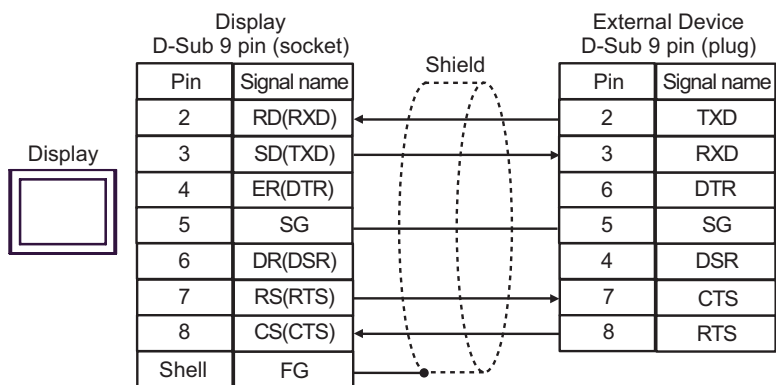 Display
D-Sub 9 pin (socket)
External Device
D-Sub 9 pin (plug)
Shield
Pin Signal name Pin Signal name
2 RD(RXD) 2 TXD
Display
3 SD(TXD) 3 RXD
4 ER(DTR) 6 DTR
5 SG 5 SG
6 DR(DSR) 4 DSR
7 RS(RTS) 7 CTS
8 CS(CTS) 8 RTS
Shell FG